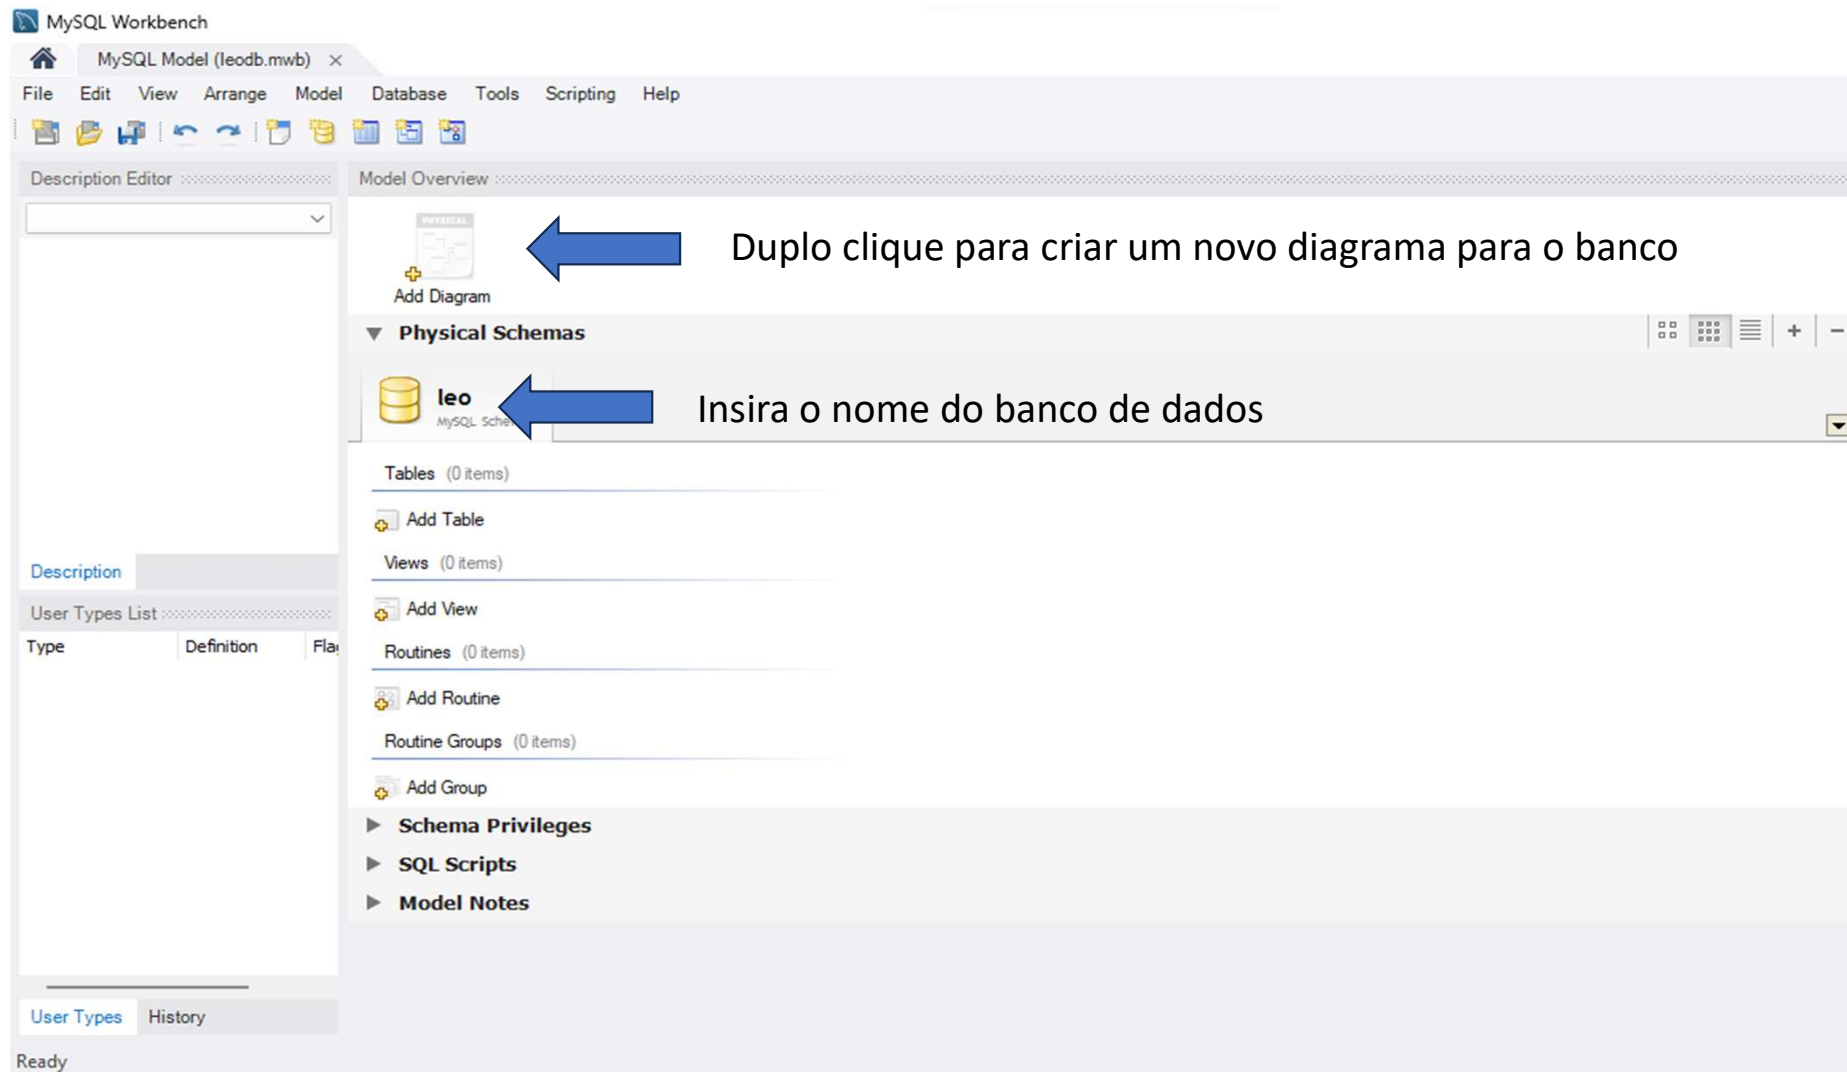 MySQL Workbench
MySQL Model (leodb.mwb) ×
File Edit View Arrange Model Database Tools Scripting Help
Description Editor
Model Overview
PHYSICAL
Duplo clique para criar um novo diagrama para o banco
Add Diagram
Physical Schemas
leo
Insira o nome do banco de dados
MySQL
Tables (0 items)
Add Table
Views (0 items)
Description
User Types List
Add View
Type Definition
Routines (0 items)
Add Routine
Routine Groups (0 items)
Add Group
Schema Privileges
SQL Scripts
Model Notes
User Types History
Ready